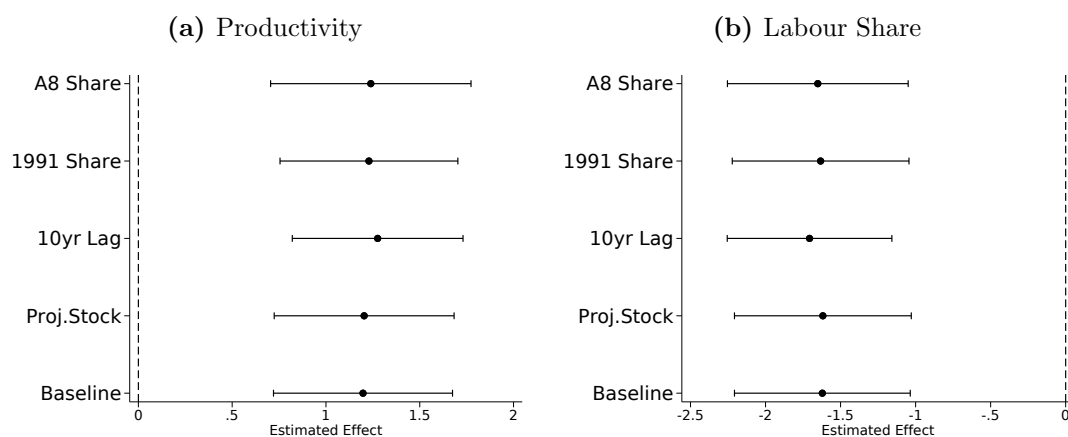 (a) Productivity
A8 Share
1991 Share
10yr Lag
Proj.Stock
Baseline
0 .5 1 1.5 2
Estimated Effect
(b) Labour Share
A8 Share
1991 Share
10yr Lag
Proj.Stock
Baseline
-2.5 -2 -1.5 -1 -.5 0
Estimated Effect